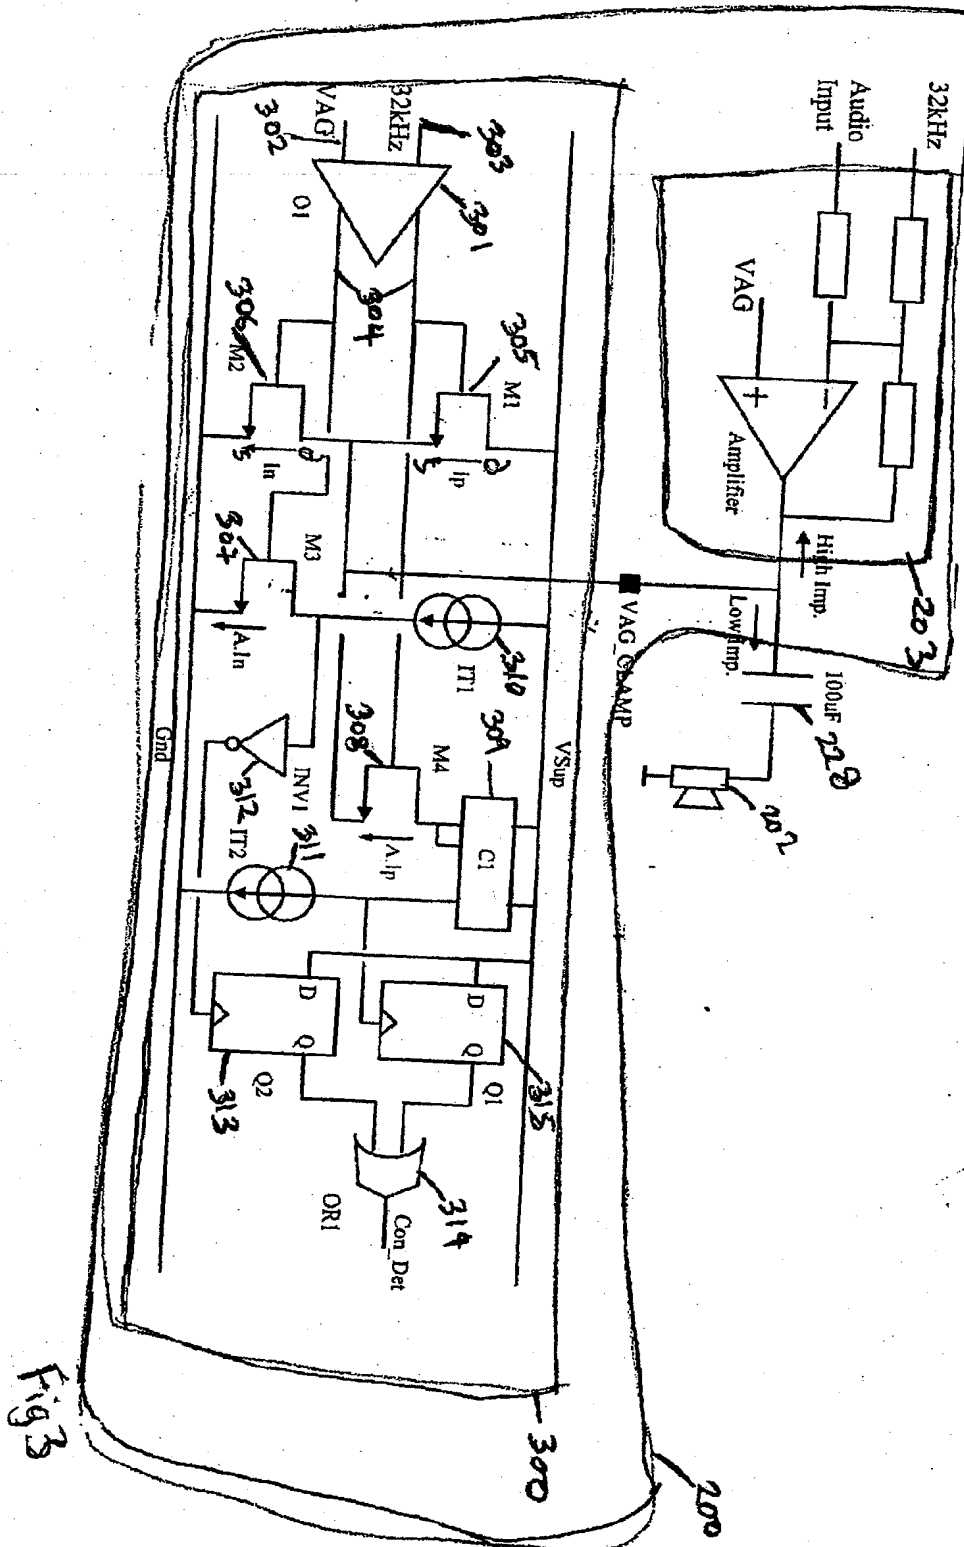 32kHz
Audio
Input
VAG
+
−
Amplifier
High Imp.
Low Imp.
203
100uF
228
202
VAG_CLAMP
VSup
32kHz
VAG
303
302
301
O1
304
305
M1
Ip
306
M2
In
307
M3
A.In
310
IT1
309
C1
M4
308
A.Ip
INV1
312
311
IT2
Gnd
D
Q
Q1
315
D
Q
Q2
313
314
OR1
Con_Det
300
200
Fig 3